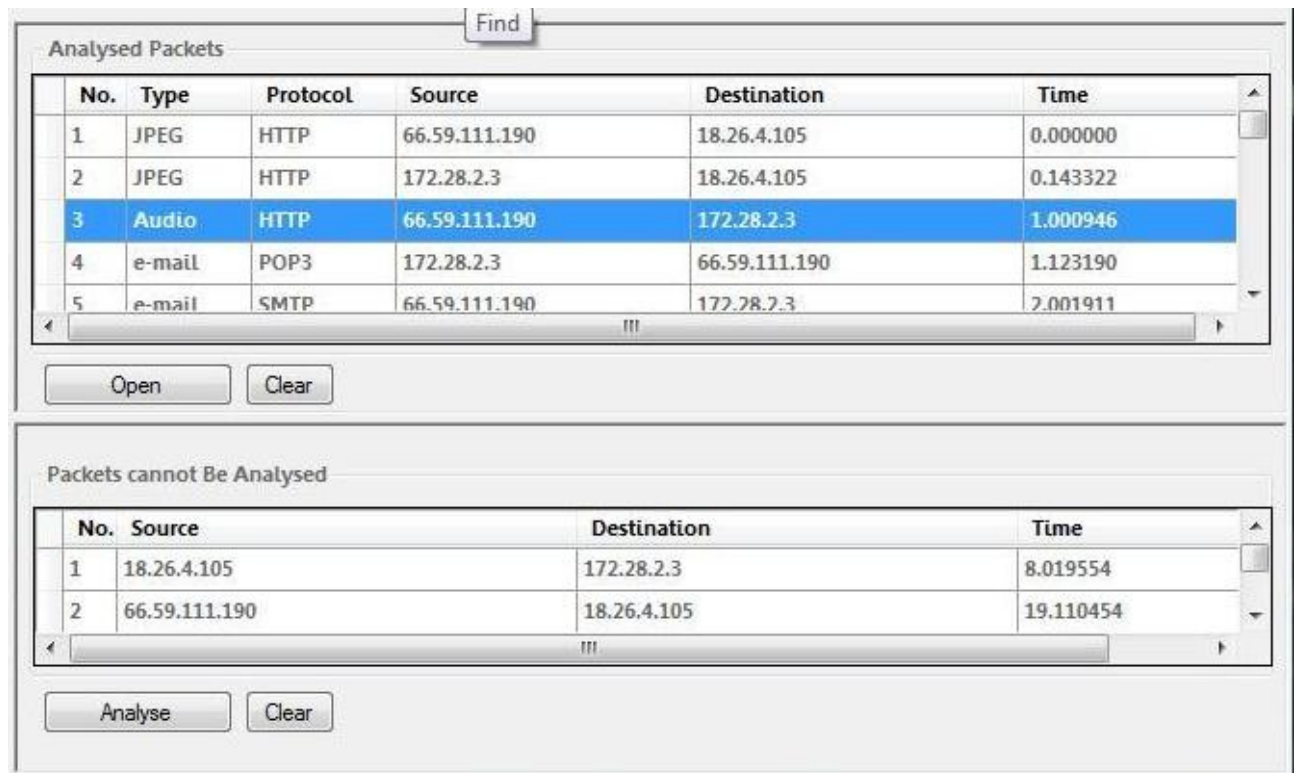 Find
Analysed Packets
No. Type Protocol Source Destination Time
1 JPEG HTTP 66.59.111.190 18.26.4.105 0.000000
2 JPEG HTTP 172.28.2.3 18.26.4.105 0.143322
3 Audio HTTP 66.59.111.190 172.28.2.3 1.000946
4 e-mail POP3 172.28.2.3 66.59.111.190 1.123190
5 e-mail SMTP 66.59.111.190 172.28.2.3 2.001911
Open Clear
Packets cannot Be Analysed
No. Source Destination Time
1 18.26.4.105 172.28.2.3 8.019554
2 66.59.111.190 18.26.4.105 19.110454
Analyse Clear